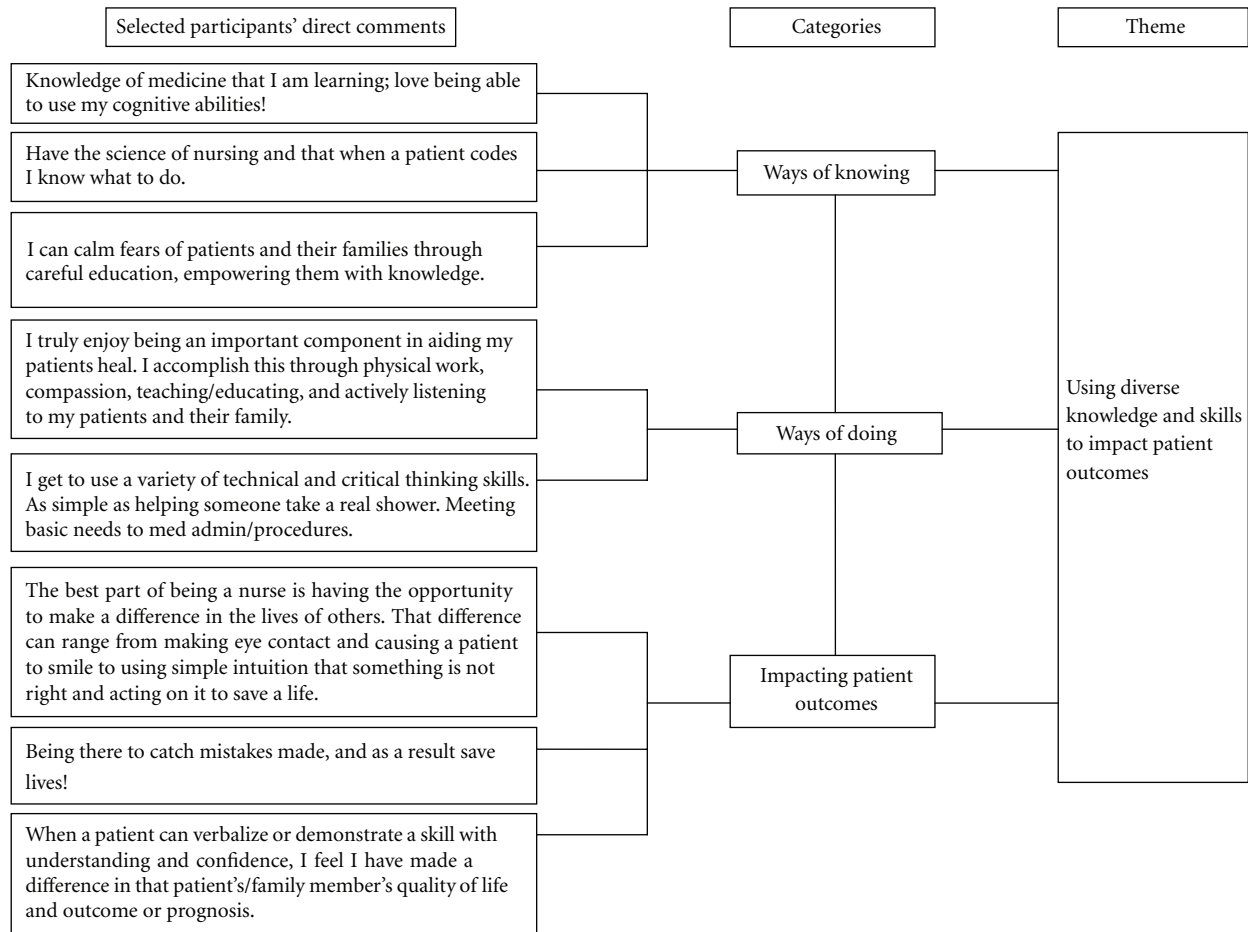 Selected participants' direct comments
Categories
Theme
Knowledge of medicine that I am learning; love being able
to use my cognitive abilities!
Have the science of nursing and that when a patient codes
I know what to do.
I can calm fears of patients and their families through
careful education, empowering them with knowledge.
I truly enjoy being an important component in aiding my
patients heal. I accomplish this through physical work,
compassion, teaching/educating, and actively listening
to my patients and their family.
I get to use a variety of technical and critical thinking skills.
As simple as helping someone take a real shower. Meeting
basic needs to med admin/procedures.
The best part of being a nurse is having the opportunity
to make a difference in the lives of others. That difference
can range from making eye contact and causing a patient
to smile to using simple intuition that something is not
right and acting on it to save a life.
Being there to catch mistakes made, and as a result save
lives!
When a patient can verbalize or demonstrate a skill with
understanding and confidence, I feel I have made a
difference in that patient's/family member's quality of life
and outcome or prognosis.
Ways of knowing
Ways of doing
Impacting patient
outcomes
Using diverse
knowledge and skills
to impact patient
outcomes